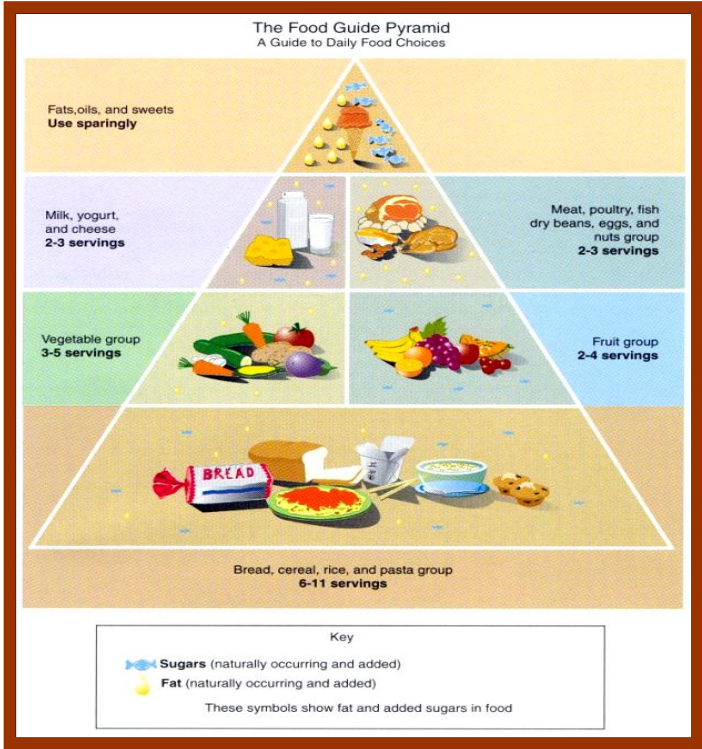 The Food Guide Pyramid
A Guide to Daily Food Choices
Fats,oils, and sweets
Use sparingly
Milk, yogurt,
and cheese
2-3 servings
Meat, poultry, fish
dry beans, eggs, and
nuts group
2-3 servings
Vegetable group
3-5 servings
Fruit group
2-4 servings
BREAD
Bread, cereal, rice, and pasta group
6-11 servings
Key
Sugars (naturally occurring and added)
Fat (naturally occurring and added)
These symbols show fat and added sugars in food